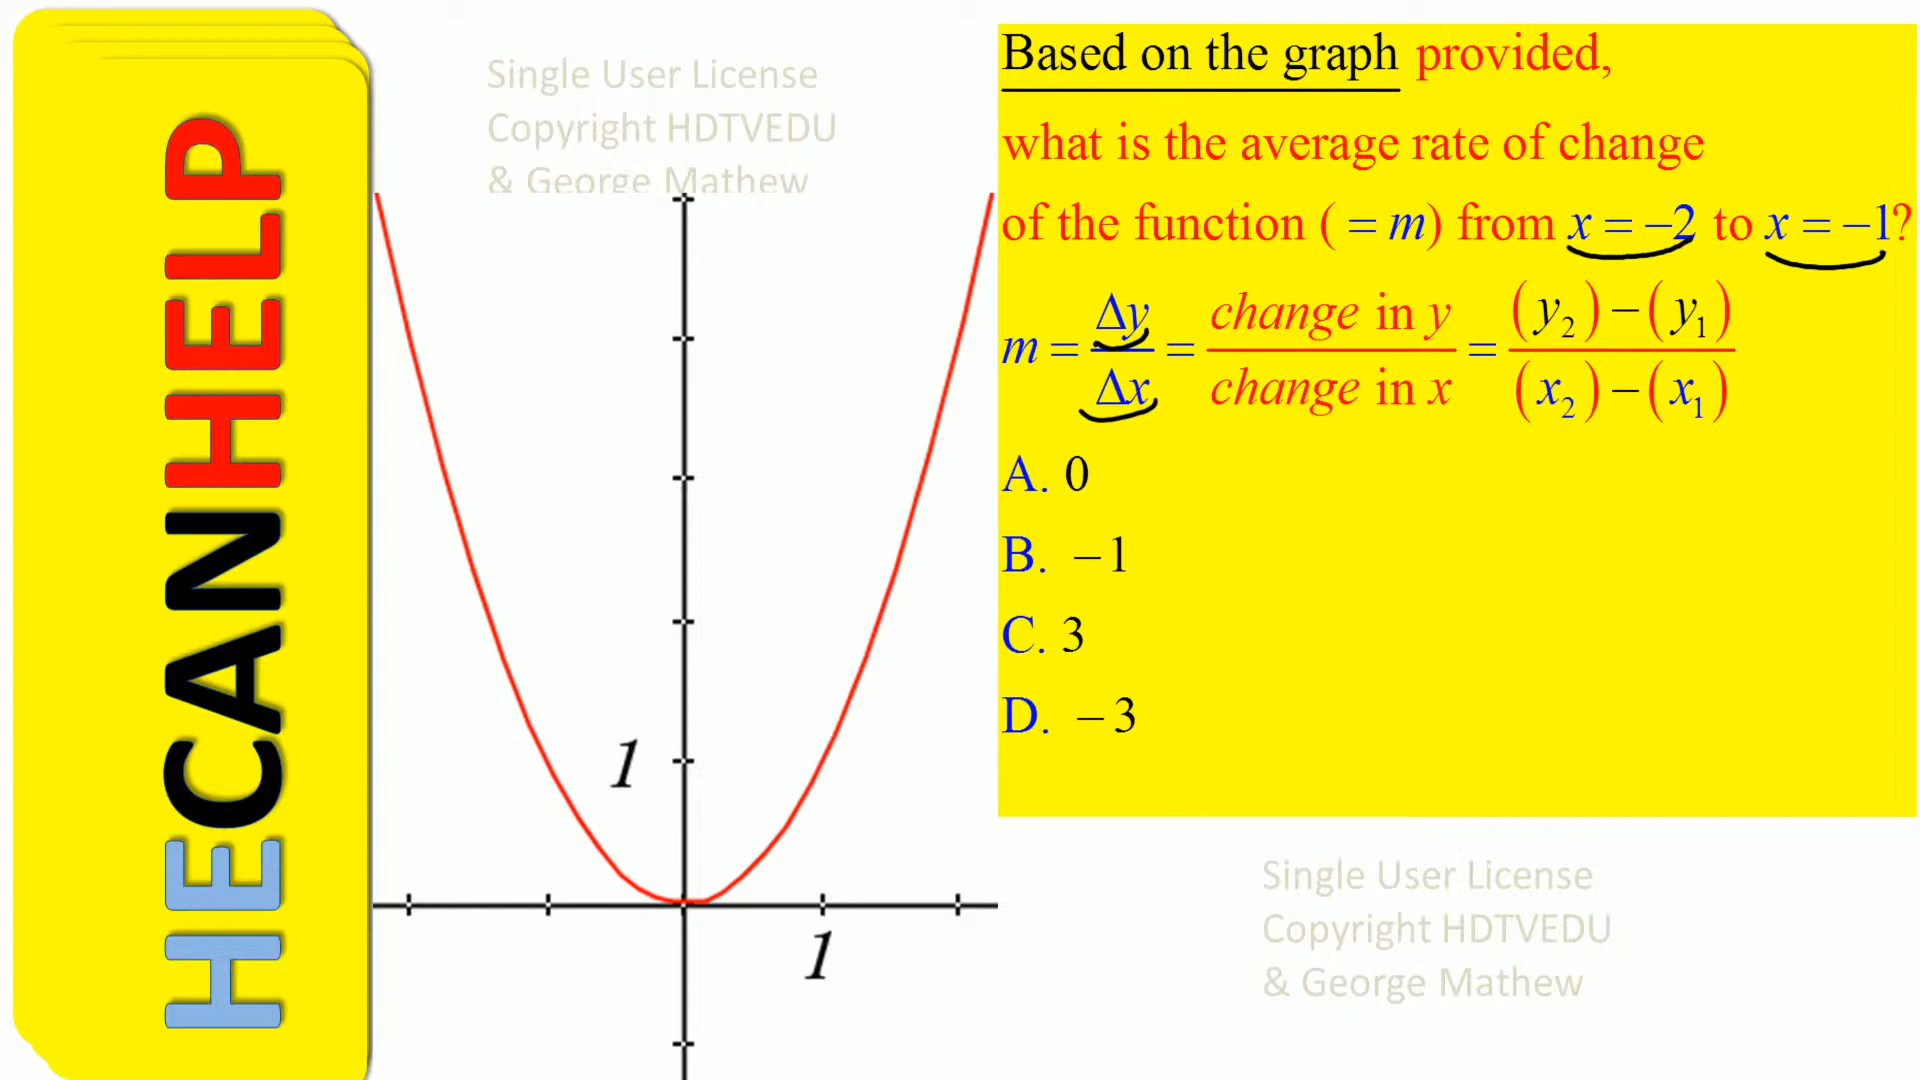 HECANHELP
Single User License
Copyright HDTVEDU
& George Mathew
1
1
Based on the graph provided,
what is the average rate of change
of the function ( = m) from x = −2 to x = −1?
m = Δy/Δx = change in y/change in x = (y₂)−(y₁)/(x₂)−(x₁)
A. 0
B. −1
C. 3
D. −3
Single User License
Copyright HDTVEDU
& George Mathew